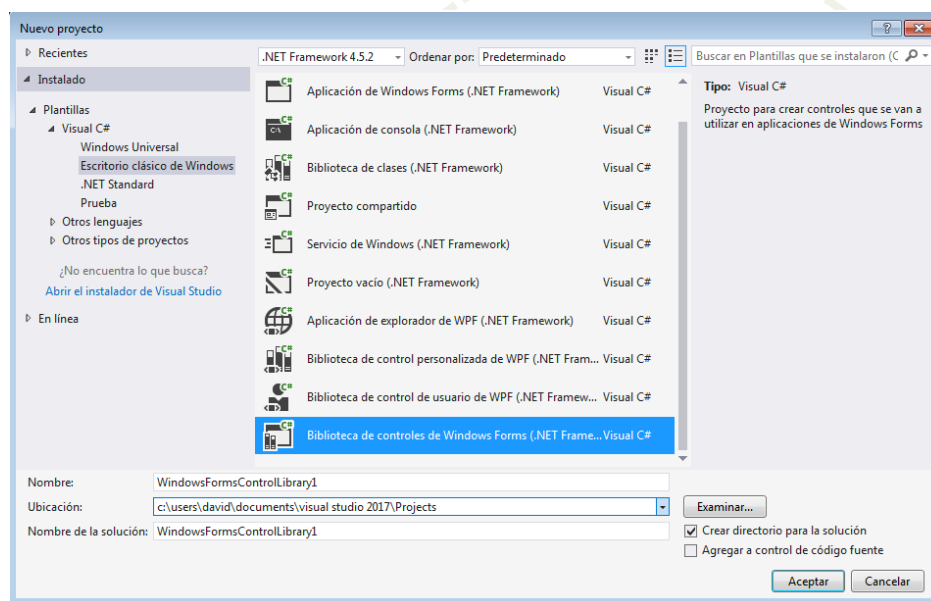 Nuevo proyecto
Recientes
.NET Framework 4.5.2
Ordenar por: Predeterminado
Buscar en Plantillas que se instalaron (C
Instalado
Plantillas
Visual C#
Windows Universal
Escritorio clásico de Windows
.NET Standard
Prueba
Otros lenguajes
Otros tipos de proyectos
¿No encuentra lo que busca?
Abrir el instalador de Visual Studio
En línea
Aplicación de Windows Forms (.NET Framework) Visual C#
Aplicación de consola (.NET Framework) Visual C#
Biblioteca de clases (.NET Framework) Visual C#
Proyecto compartido Visual C#
Servicio de Windows (.NET Framework) Visual C#
Proyecto vacío (.NET Framework) Visual C#
Aplicación de explorador de WPF (.NET Framework) Visual C#
Biblioteca de control personalizada de WPF (.NET Fram... Visual C#
Biblioteca de control de usuario de WPF (.NET Framew... Visual C#
Biblioteca de controles de Windows Forms (.NET Frame... Visual C#
Tipo: Visual C#
Proyecto para crear controles que se van a
utilizar en aplicaciones de Windows Forms
Nombre: WindowsFormsControlLibrary1
Ubicación: c:\users\david\documents\visual studio 2017\Projects
Examinar...
Nombre de la solución: WindowsFormsControlLibrary1
Crear directorio para la solución
Agregar a control de código fuente
Aceptar
Cancelar